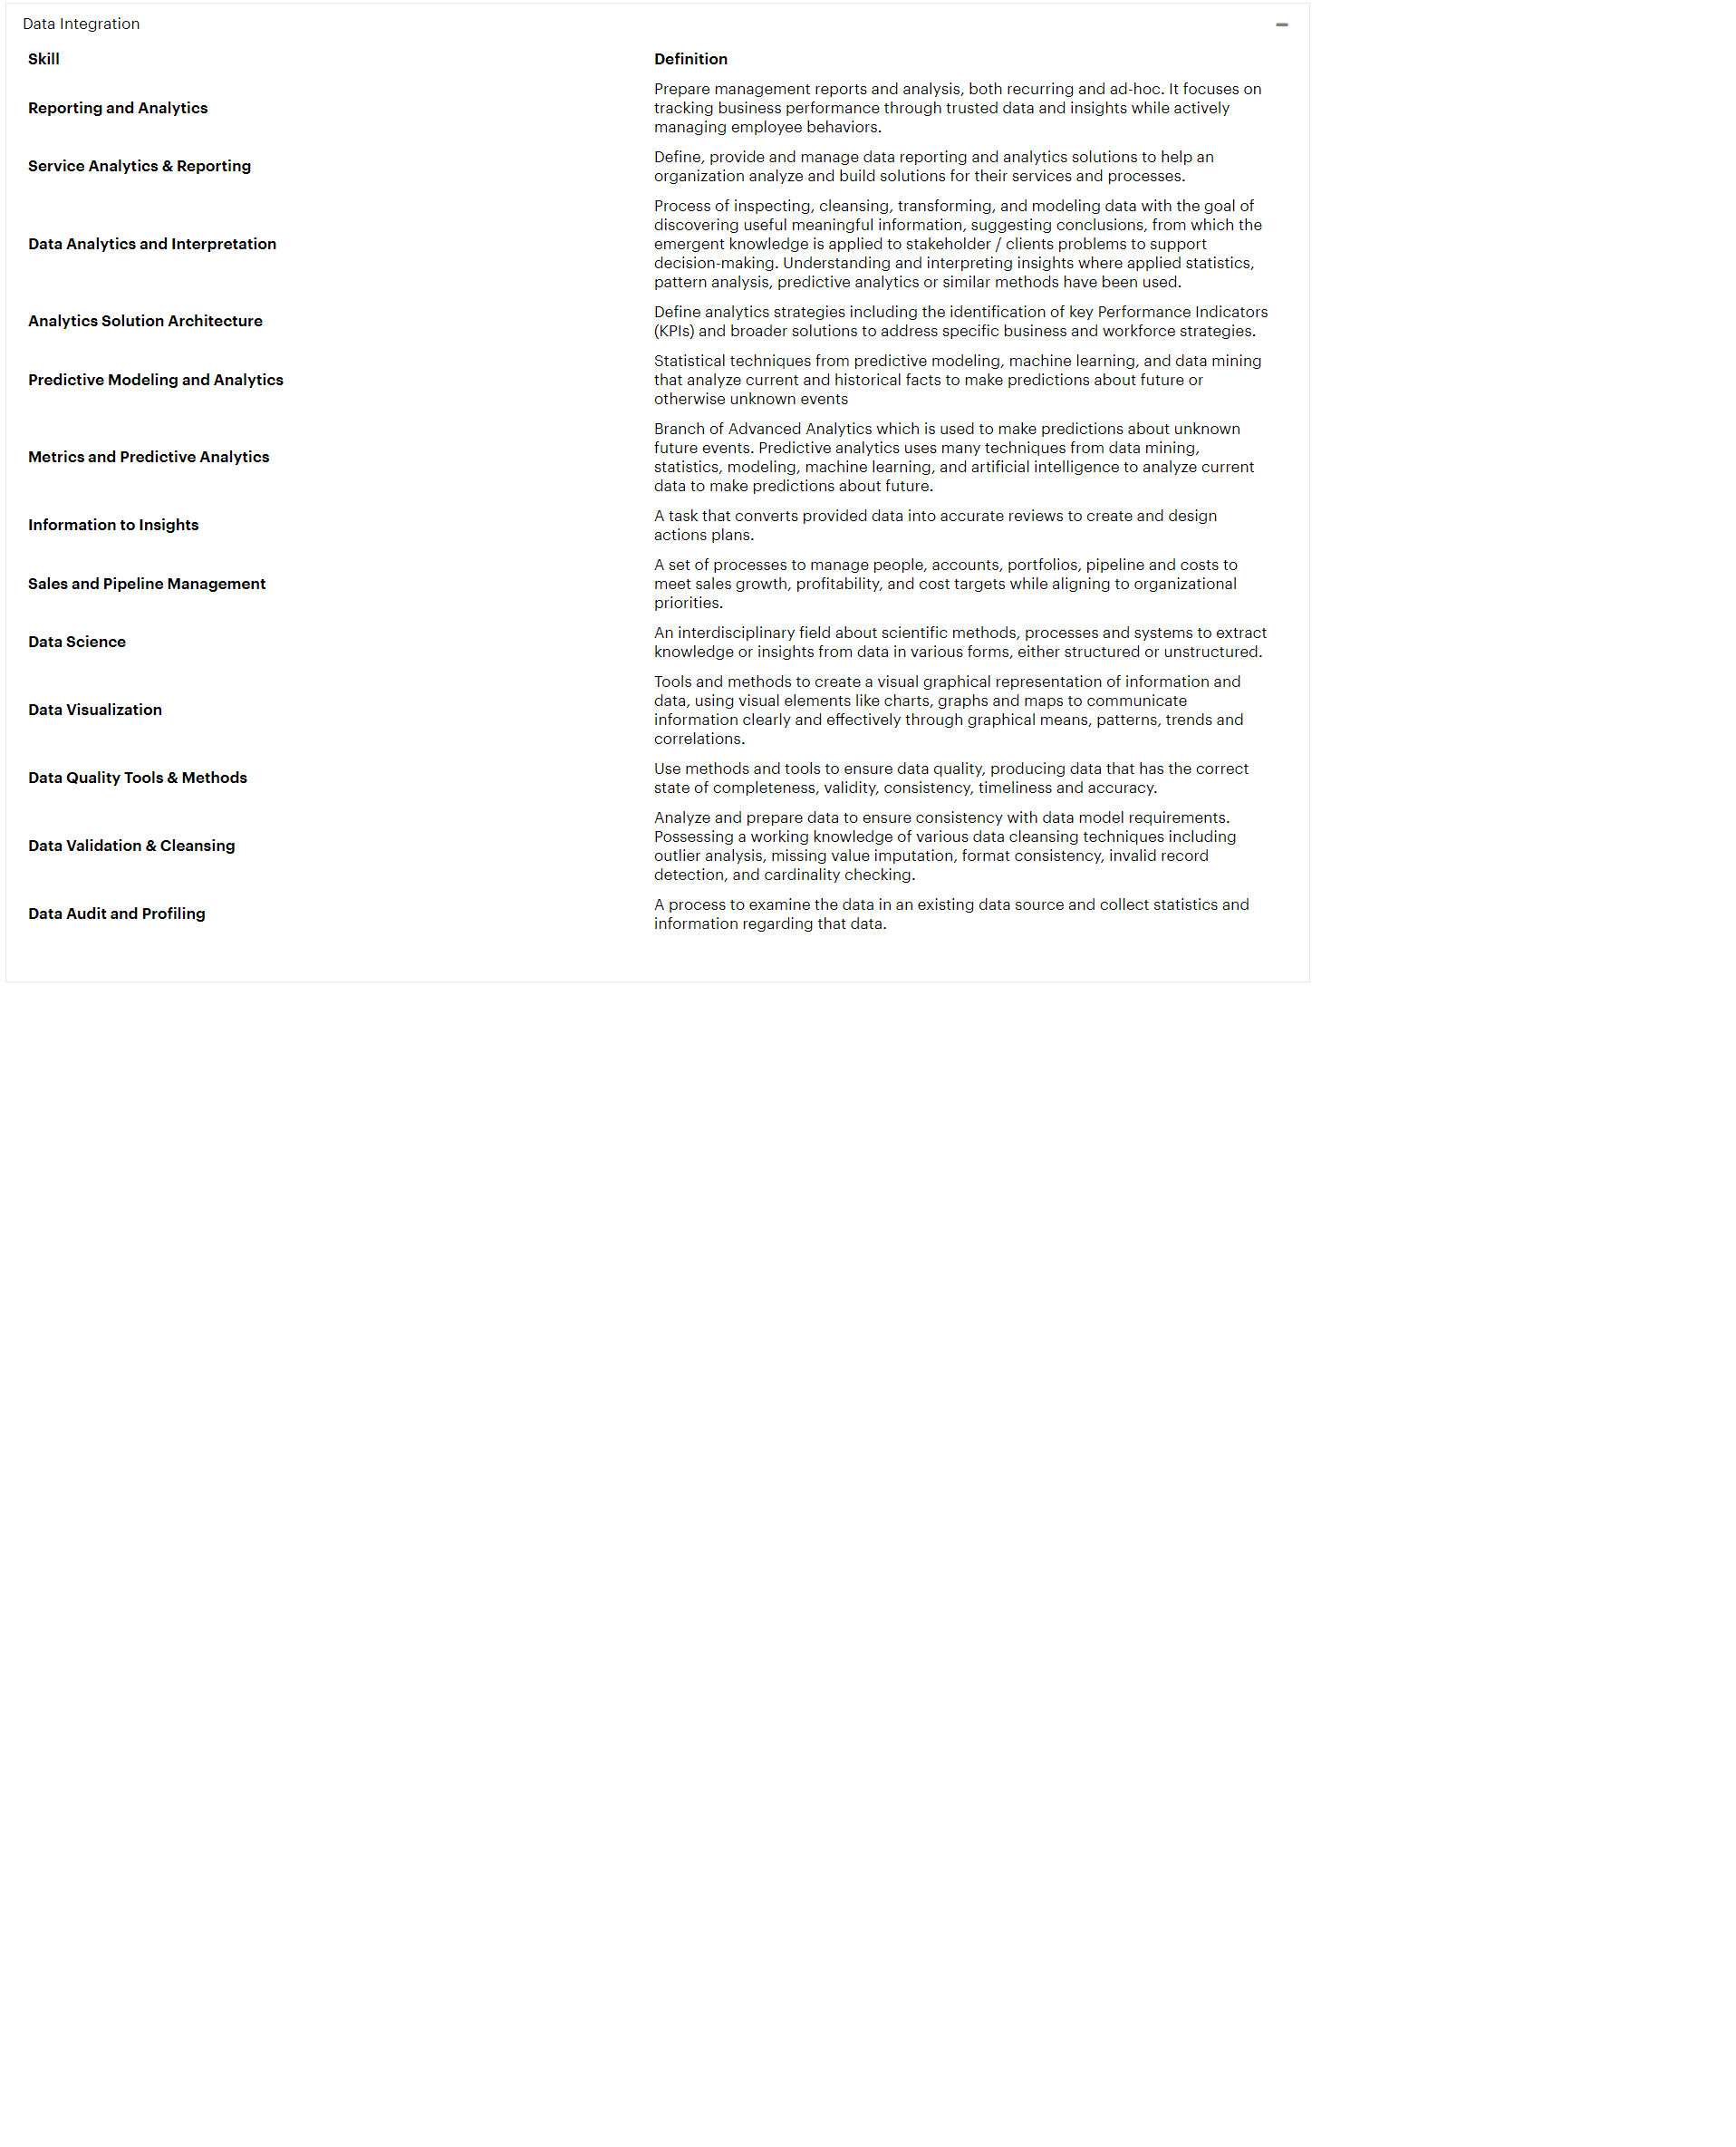 Data Integration
Skill
Definition
Reporting and Analytics
Prepare management reports and analysis, both recurring and ad-hoc. It focuses on
tracking business performance through trusted data and insights while actively
managing employee behaviors.
Service Analytics & Reporting
Define, provide and manage data reporting and analytics solutions to help an
organization analyze and build solutions for their services and processes.
Data Analytics and Interpretation
Process of inspecting, cleansing, transforming, and modeling data with the goal of
discovering useful meaningful information, suggesting conclusions, from which the
emergent knowledge is applied to stakeholder / clients problems to support
decision-making. Understanding and interpreting insights where applied statistics,
pattern analysis, predictive analytics or similar methods have been used.
Analytics Solution Architecture
Define analytics strategies including the identification of key Performance Indicators
(KPIs) and broader solutions to address specific business and workforce strategies.
Predictive Modeling and Analytics
Statistical techniques from predictive modeling, machine learning, and data mining
that analyze current and historical facts to make predictions about future or
otherwise unknown events
Metrics and Predictive Analytics
Branch of Advanced Analytics which is used to make predictions about unknown
future events. Predictive analytics uses many techniques from data mining,
statistics, modeling, machine learning, and artificial intelligence to analyze current
data to make predictions about future.
Information to Insights
A task that converts provided data into accurate reviews to create and design
actions plans.
Sales and Pipeline Management
A set of processes to manage people, accounts, portfolios, pipeline and costs to
meet sales growth, profitability, and cost targets while aligning to organizational
priorities.
Data Science
An interdisciplinary field about scientific methods, processes and systems to extract
knowledge or insights from data in various forms, either structured or unstructured.
Data Visualization
Tools and methods to create a visual graphical representation of information and
data, using visual elements like charts, graphs and maps to communicate
information clearly and effectively through graphical means, patterns, trends and
correlations.
Data Quality Tools & Methods
Use methods and tools to ensure data quality, producing data that has the correct
state of completeness, validity, consistency, timeliness and accuracy.
Data Validation & Cleansing
Analyze and prepare data to ensure consistency with data model requirements.
Possessing a working knowledge of various data cleansing techniques including
outlier analysis, missing value imputation, format consistency, invalid record
detection, and cardinality checking.
Data Audit and Profiling
A process to examine the data in an existing data source and collect statistics and
information regarding that data.